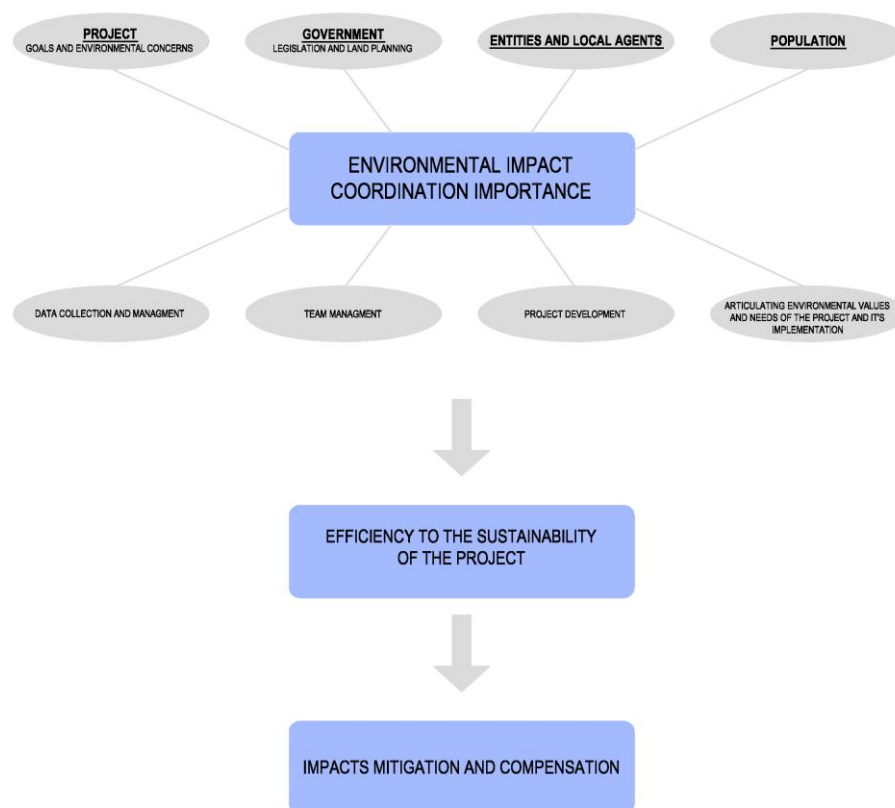 PROJECT
GOALS AND ENVIRONMENTAL CONCERNS
GOVERNMENT
LEGISLATION AND LAND PLANNING
ENTITIES AND LOCAL AGENTS
POPULATION
ENVIRONMENTAL IMPACT
COORDINATION IMPORTANCE
DATA COLLECTION AND MANAGMENT
TEAM MANAGMENT
PROJECT DEVELOPMENT
ARTICULATING ENVIRONMENTAL VALUES
AND NEEDS OF THE PROJECT AND IT'S
IMPLEMENTATION
EFFICIENCY TO THE SUSTAINABILITY
OF THE PROJECT
IMPACTS MITIGATION AND COMPENSATION